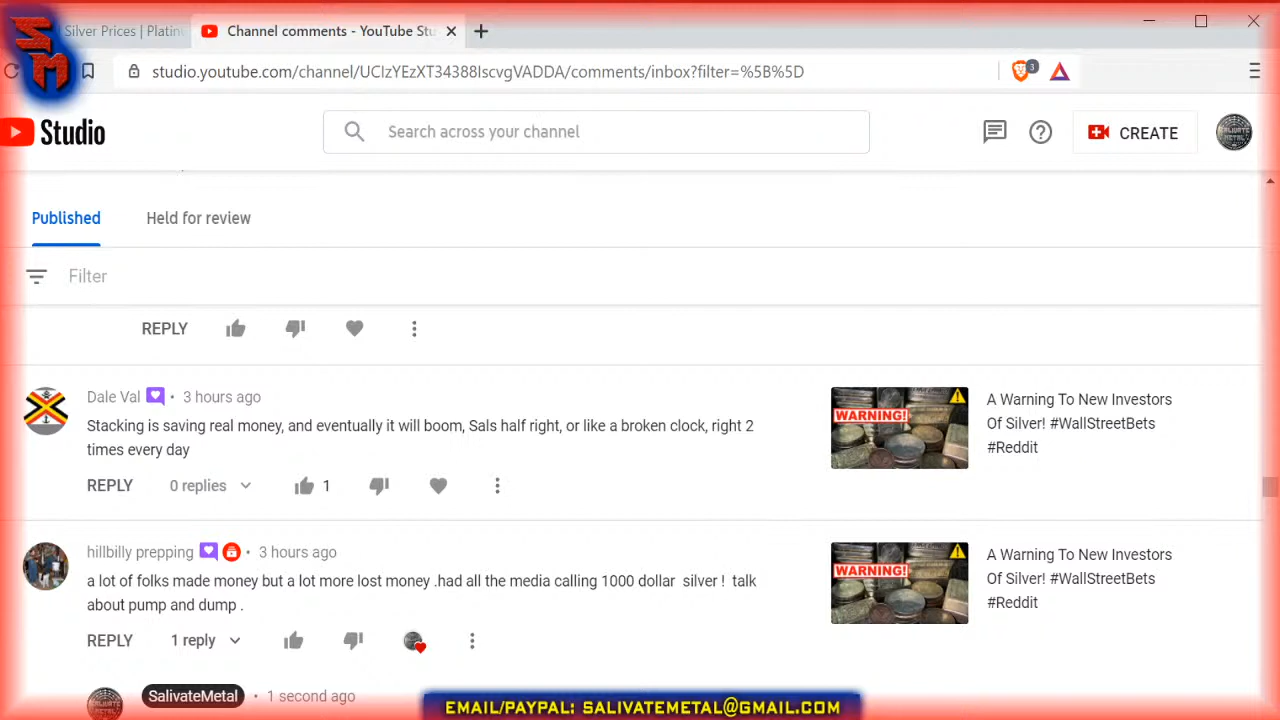 SM
Silver Prices | Platin
Channel comments - YouTube Stu
studio.youtube.com/channel/UCIzYEzXT34388IscvgVADDA/comments/inbox?filter=%5B%5D
3
Studio
Search across your channel
CREATE
Published
Held for review
Filter
REPLY
Dale Val • 3 hours ago
Stacking is saving real money, and eventually it will boom, Sals half right, or like a broken clock, right 2
times every day
REPLY 0 replies 1
WARNING!
A Warning To New Investors
Of Silver! #WallStreetBets
#Reddit
hillbilly prepping • 3 hours ago
a lot of folks made money but a lot more lost money .had all the media calling 1000 dollar silver ! talk
about pump and dump .
REPLY 1 reply
WARNING!
A Warning To New Investors
Of Silver! #WallStreetBets
#Reddit
SalivateMetal • 1 second ago
EMAIL/PAYPAL: SALIVATEMETAL@GMAIL.COM